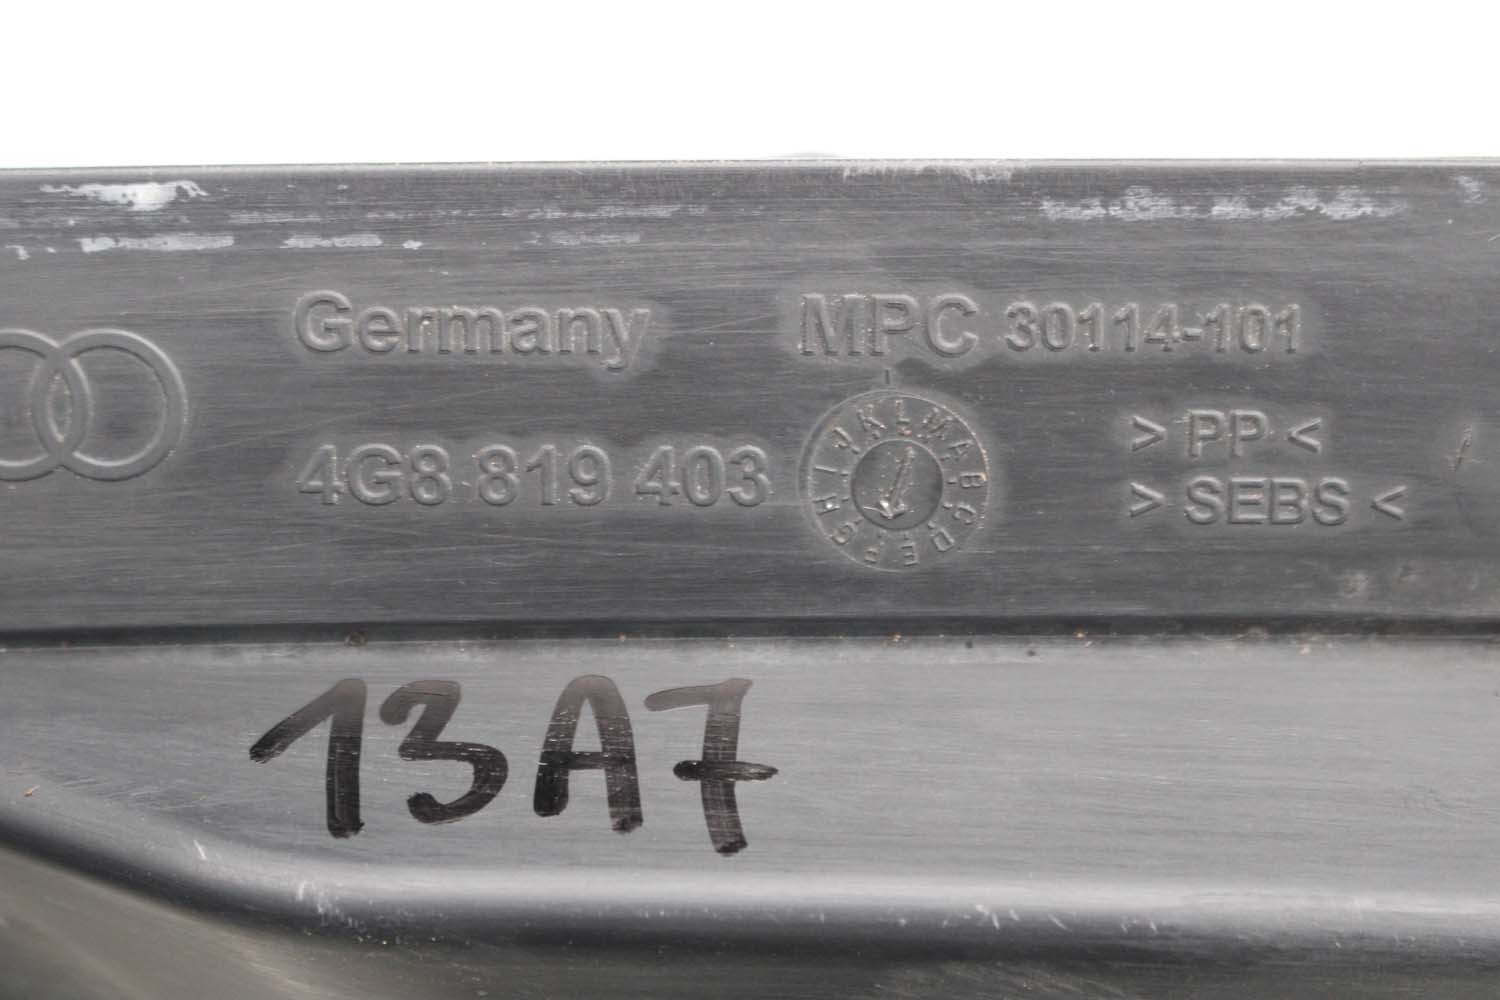 Germany MPC 30114-101
4G8 819 403
> PP <
> SEBS <
A B C D E F G H I J K L M
13A7